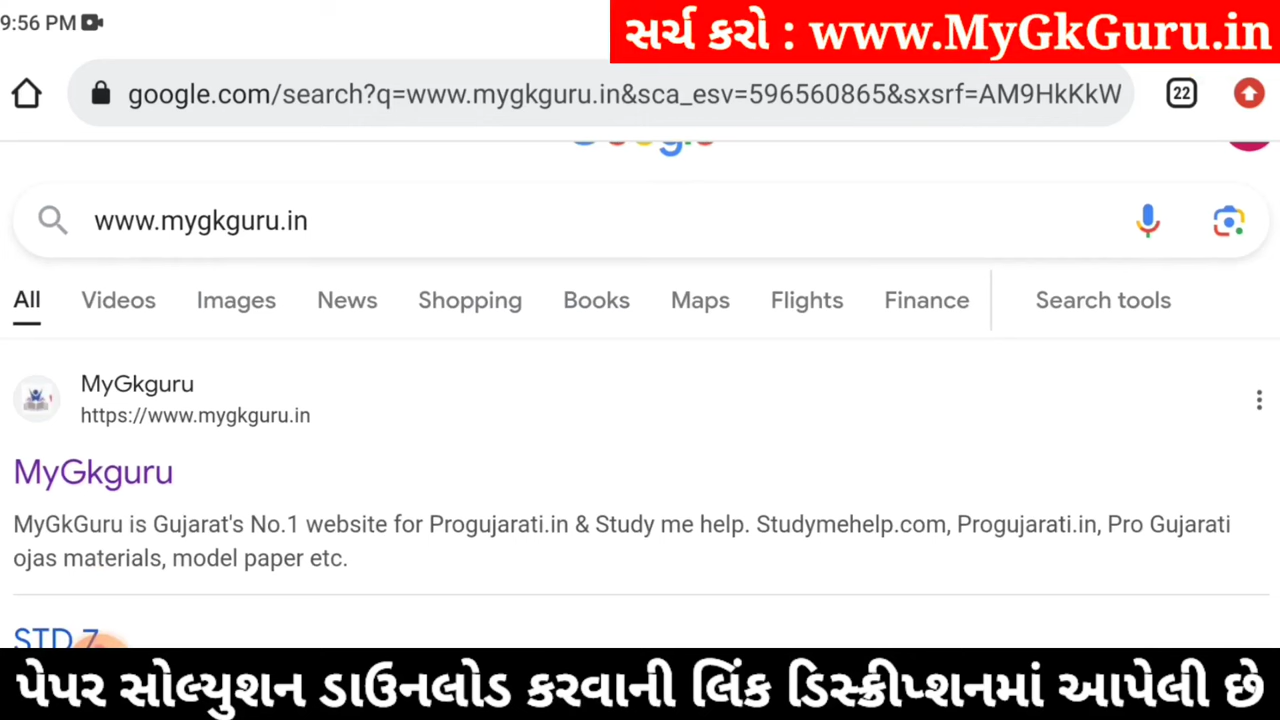 9:56 PM
સર્ચ કરો : www.MyGkGuru.in
google.com/search?q=www.mygkguru.in&sca_esv=596560865&sxsrf=AM9HkKkW
22
www.mygkguru.in
All Videos Images News Shopping Books Maps Flights Finance Search tools
MyGkguru
https://www.mygkguru.in
MyGkguru
MyGkGuru is Gujarat's No.1 website for Progujarati.in & Study me help. Studymehelp.com, Progujarati.in, Pro Gujarati
ojas materials, model paper etc.
STD 7
પેપર સોલ્યુશન ડાઉનલોડ કરવાની લિંક ડિસ્ક્રીપ્શનમાં આપેલી છે